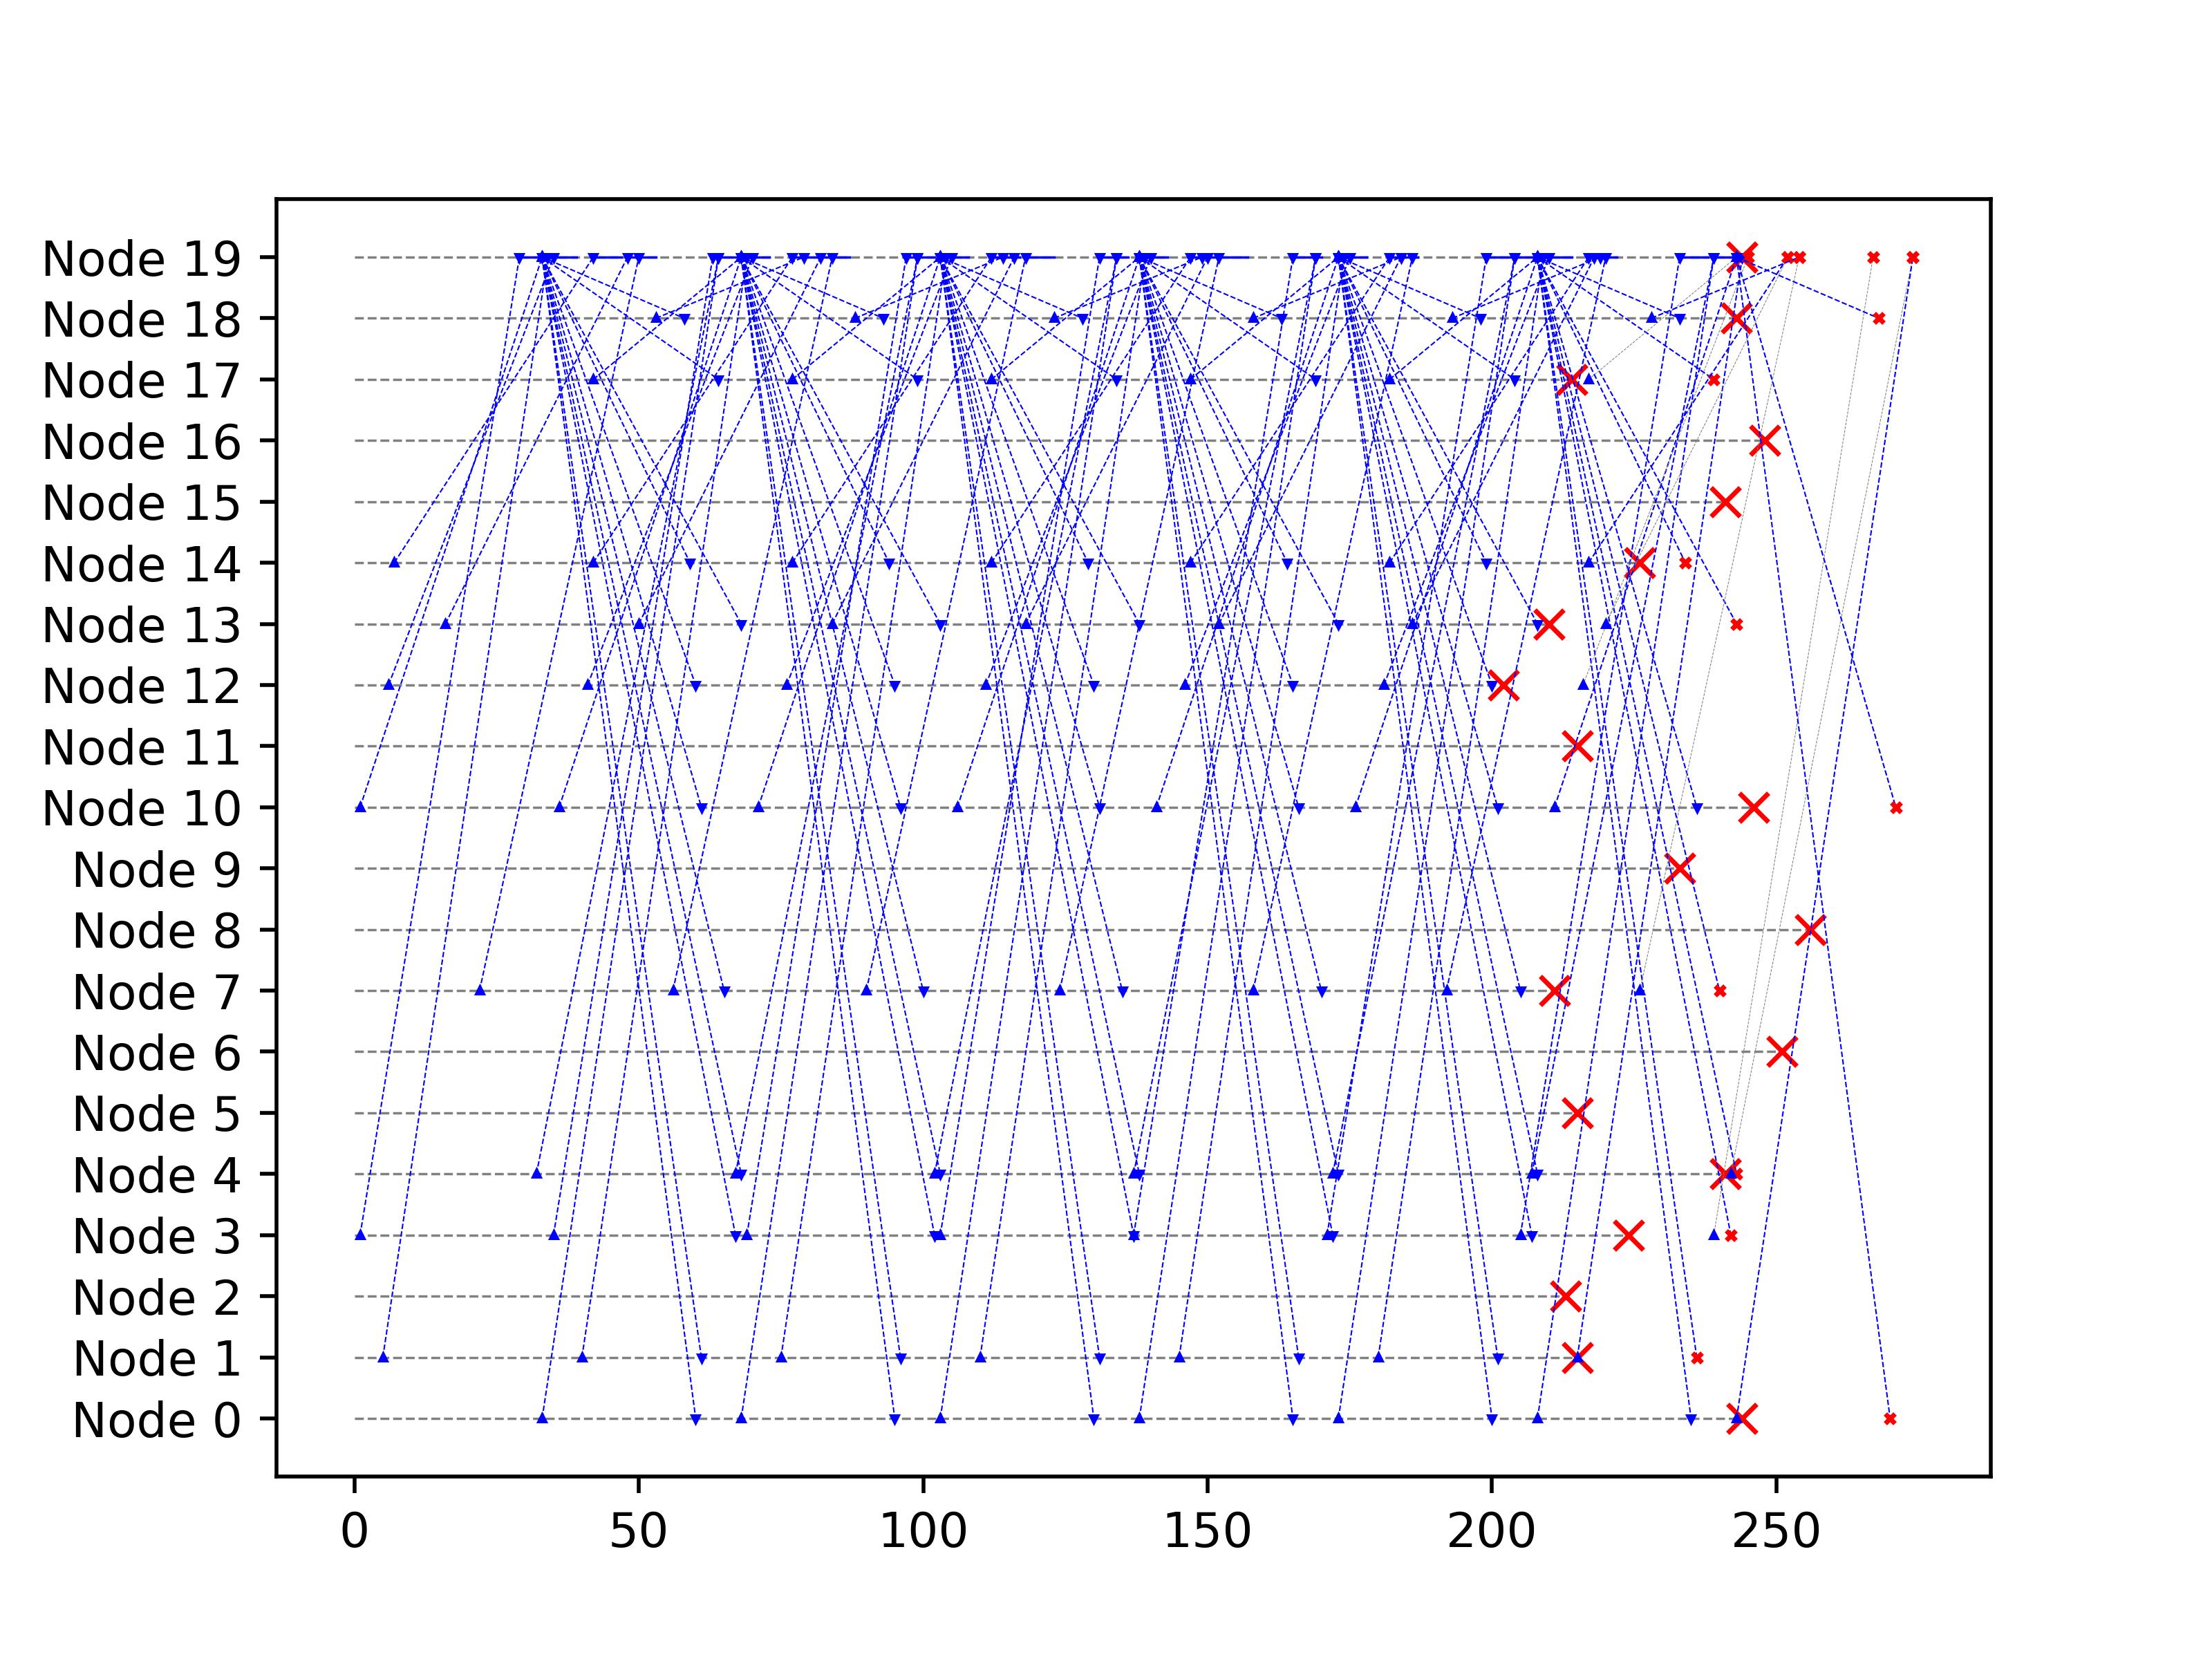 Node 19
Node 18
Node 17
Node 16
Node 15
Node 14
Node 13
Node 12
Node 11
Node 10
Node 9
Node 8
Node 7
Node 6
Node 5
Node 4
Node 3
Node 2
Node 1
Node 0
0 50 100 150 200 250